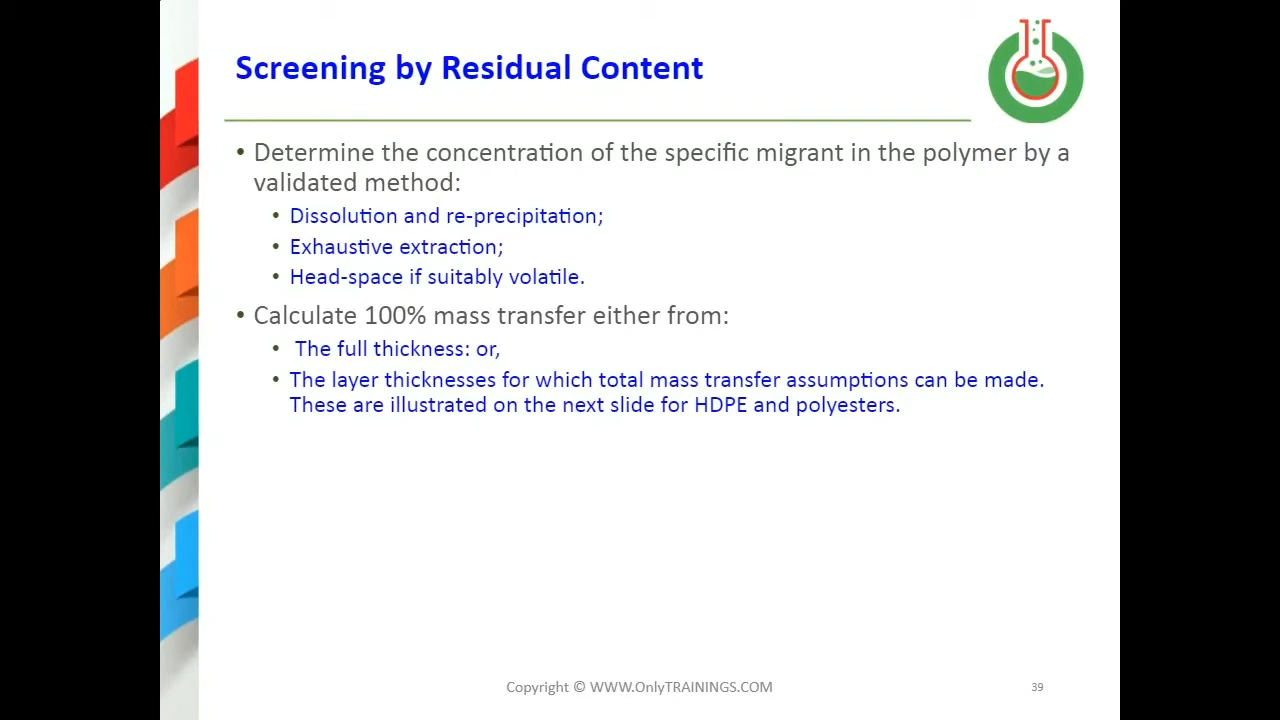 Screening by Residual Content
• Determine the concentration of the specific migrant in the polymer by a
validated method:
• Dissolution and re-precipitation;
• Exhaustive extraction;
• Head-space if suitably volatile.
• Calculate 100% mass transfer either from:
• The full thickness: or,
• The layer thicknesses for which total mass transfer assumptions can be made.
These are illustrated on the next slide for HDPE and polyesters.
Copyright © WWW.OnlyTRAININGS.COM
39